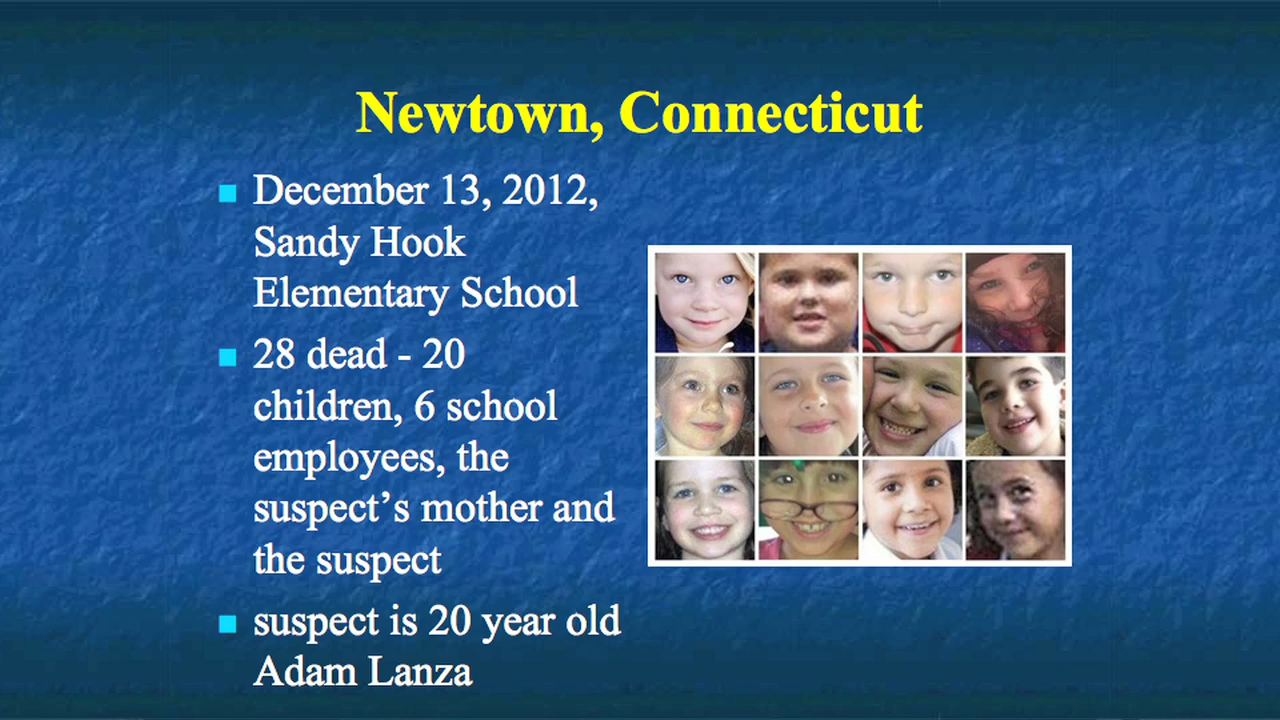 Newtown, Connecticut
December 13, 2012,
Sandy Hook
Elementary School
28 dead - 20
children, 6 school
employees, the
suspect’s mother and
the suspect
suspect is 20 year old
Adam Lanza